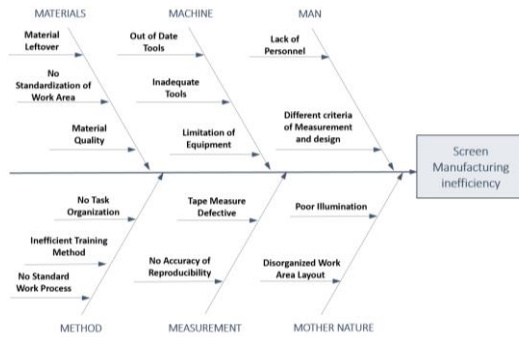 MATERIALS
MACHINE
MAN
Material
Leftover
Out of Date
Tools
Lack of
Personnel
No
Standardization of
Work Area
Inadequate
Tools
Material
Quality
Limitation of
Equipment
Different criteria
of Measurement
and design
Screen
Manufacturing
inefficiency
No Task
Organization
Tape Measure
Defective
Poor Illumination
Inefficient Training
Method
No Accuracy of
Reproducibility
Disorganized Work
Area Layout
No Standard
Work Process
METHOD
MEASUREMENT
MOTHER NATURE